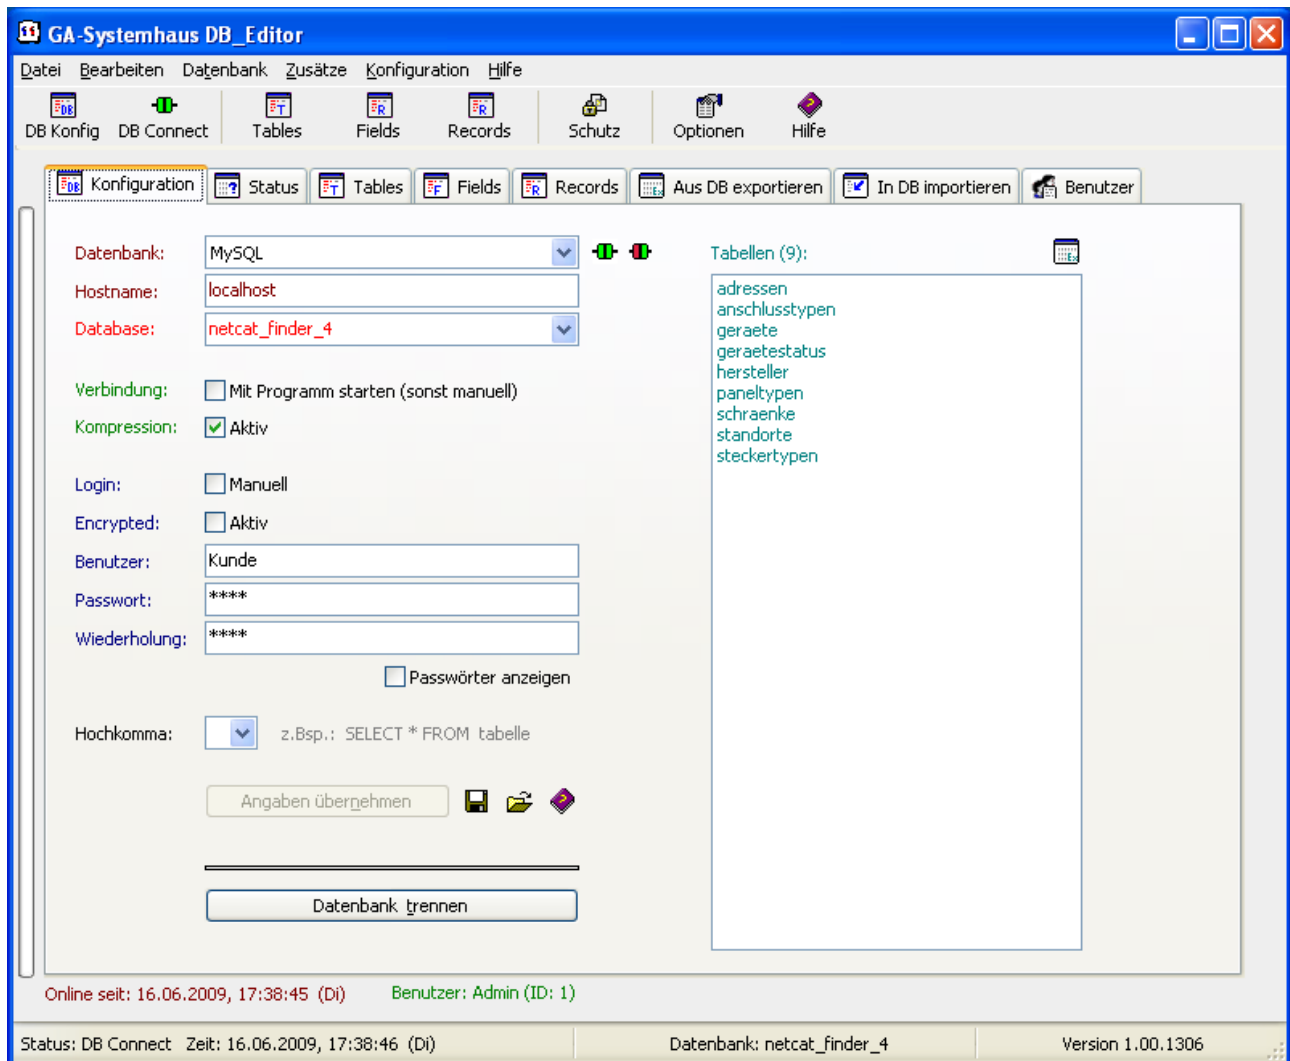 GA-Systemhaus DB_Editor
Datei Bearbeiten Datenbank Zusätze Konfiguration Hilfe
DB Konfig DB Connect Tables Fields Records Schutz Optionen Hilfe
Konfiguration Status Tables Fields Records Aus DB exportieren In DB importieren Benutzer
Datenbank: MySQL
Hostname: localhost
Database: netcat_finder_4
Verbindung: Mit Programm starten (sonst manuell)
Kompression: Aktiv
Login: Manuell
Encrypted: Aktiv
Benutzer: Kunde
Passwort: ****
Wiederholung: ****
Passwörter anzeigen
Hochkomma: z.Bsp.: SELECT * FROM tabelle
Angaben übernehmen
Datenbank trennen
Tabellen (9):
adressen
anschlusstypen
geraete
geraetestatus
hersteller
paneltypen
schraenke
standorte
steckertypen
Online seit: 16.06.2009, 17:38:45 (Di) Benutzer: Admin (ID: 1)
Status: DB Connect Zeit: 16.06.2009, 17:38:46 (Di) Datenbank: netcat_finder_4 Version 1.00.1306